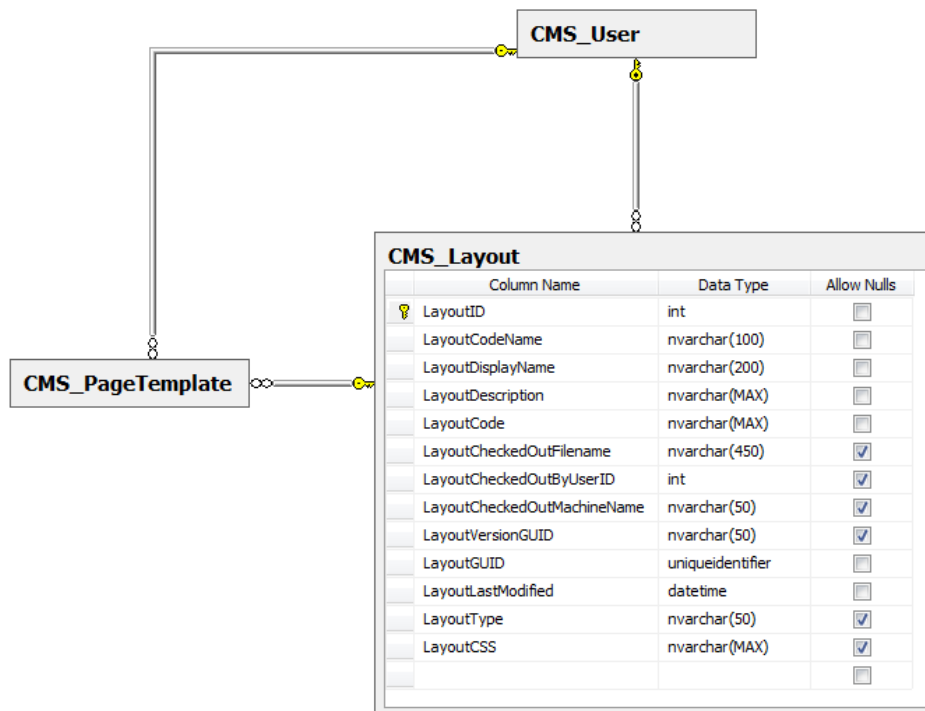 CMS_User
CMS_Layout
Column Name Data Type Allow Nulls
LayoutID int
LayoutCodeName nvarchar(100)
LayoutDisplayName nvarchar(200)
LayoutDescription nvarchar(MAX)
LayoutCode nvarchar(MAX)
CMS_PageTemplate
LayoutCheckedOutFilename nvarchar(450)
LayoutCheckedOutByUserID int
LayoutCheckedOutMachineName nvarchar(50)
LayoutVersionGUID nvarchar(50)
LayoutGUID uniqueidentifier
LayoutLastModified datetime
LayoutType nvarchar(50)
LayoutCSS nvarchar(MAX)